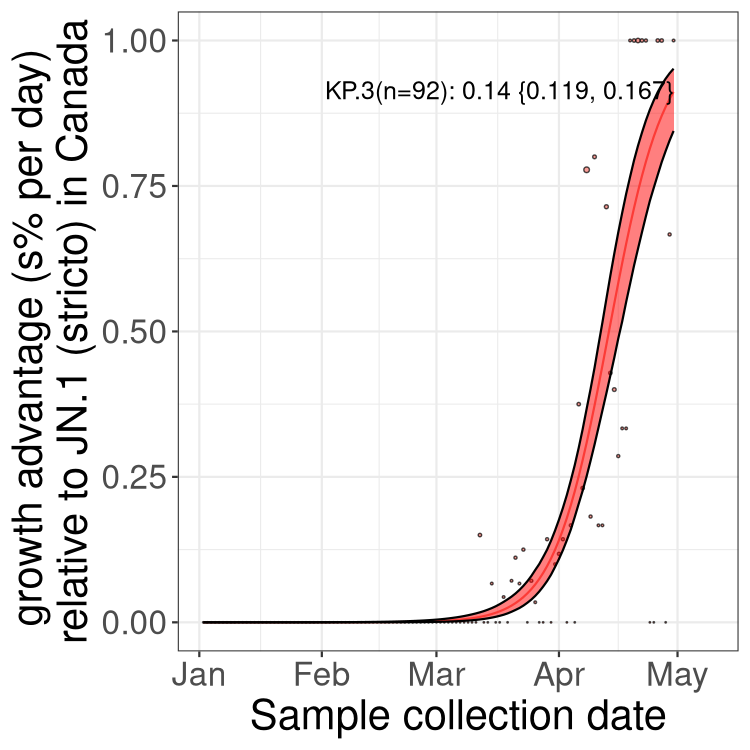 growth advantage (s% per day)
relative to JN.1 (stricto) in Canada
1.00
0.75
0.50
0.25
0.00
KP.3(n=92): 0.14 {0.119, 0.167}
Jan Feb Mar Apr May
Sample collection date